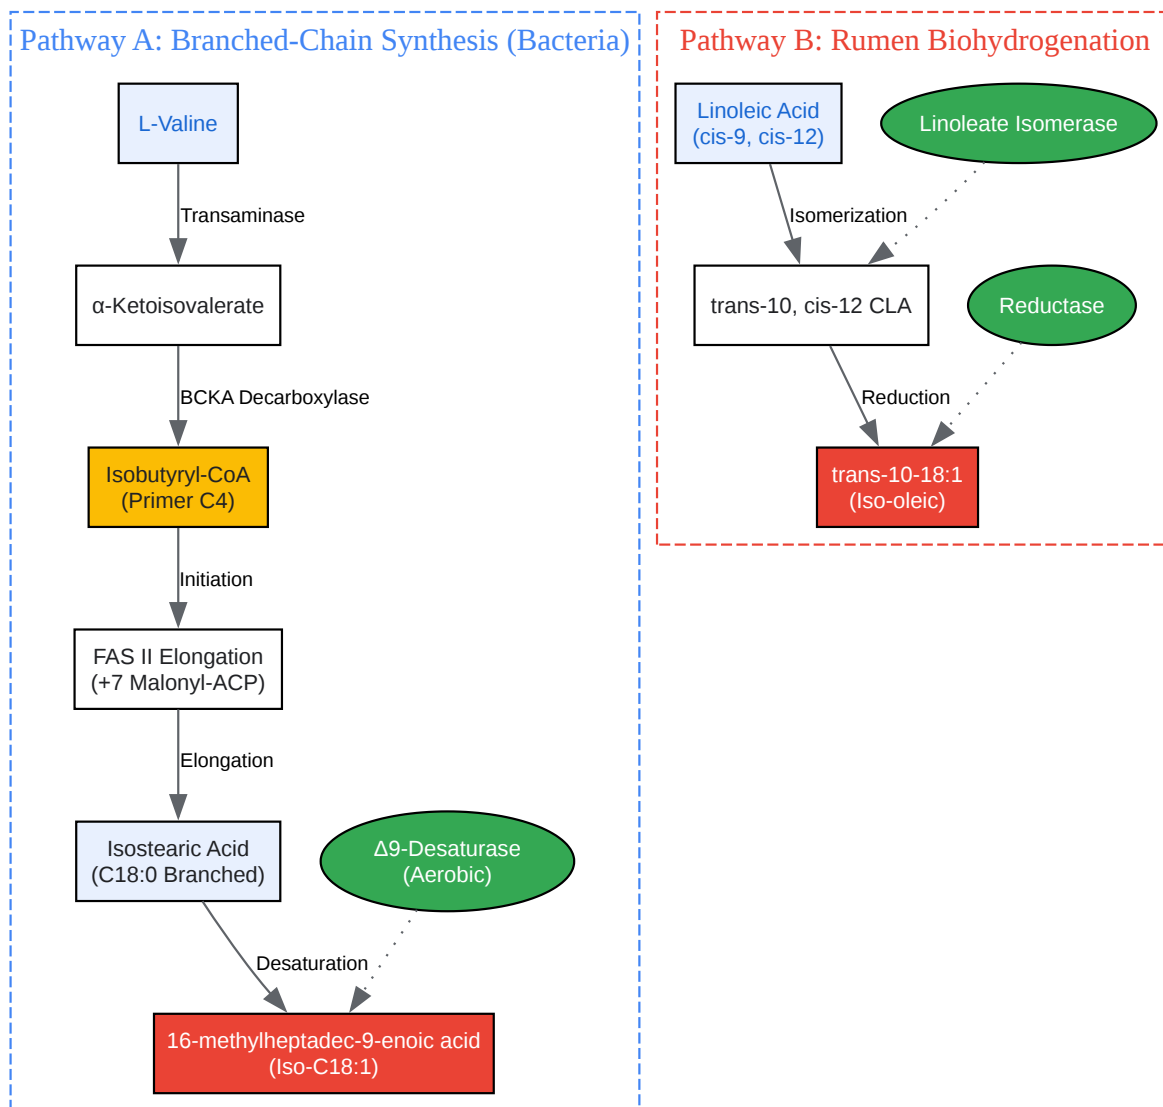 Pathway A: Branched-Chain Synthesis (Bacteria)
L-Valine
Transaminase
α-Ketoisovalerate
BCKA Decarboxylase
Isobutyryl-CoA
(Primer C4)
Initiation
FAS II Elongation
(+7 Malonyl-ACP)
Elongation
Isostearic Acid
(C18:0 Branched)
Δ9-Desaturase
(Aerobic)
Desaturation
16-methylheptadec-9-enoic acid
(Iso-C18:1)
Pathway B: Rumen Biohydrogenation
Linoleic Acid
(cis-9, cis-12)
Linoleate Isomerase
Isomerization
trans-10, cis-12 CLA
Reductase
Reduction
trans-10-18:1
(Iso-oleic)